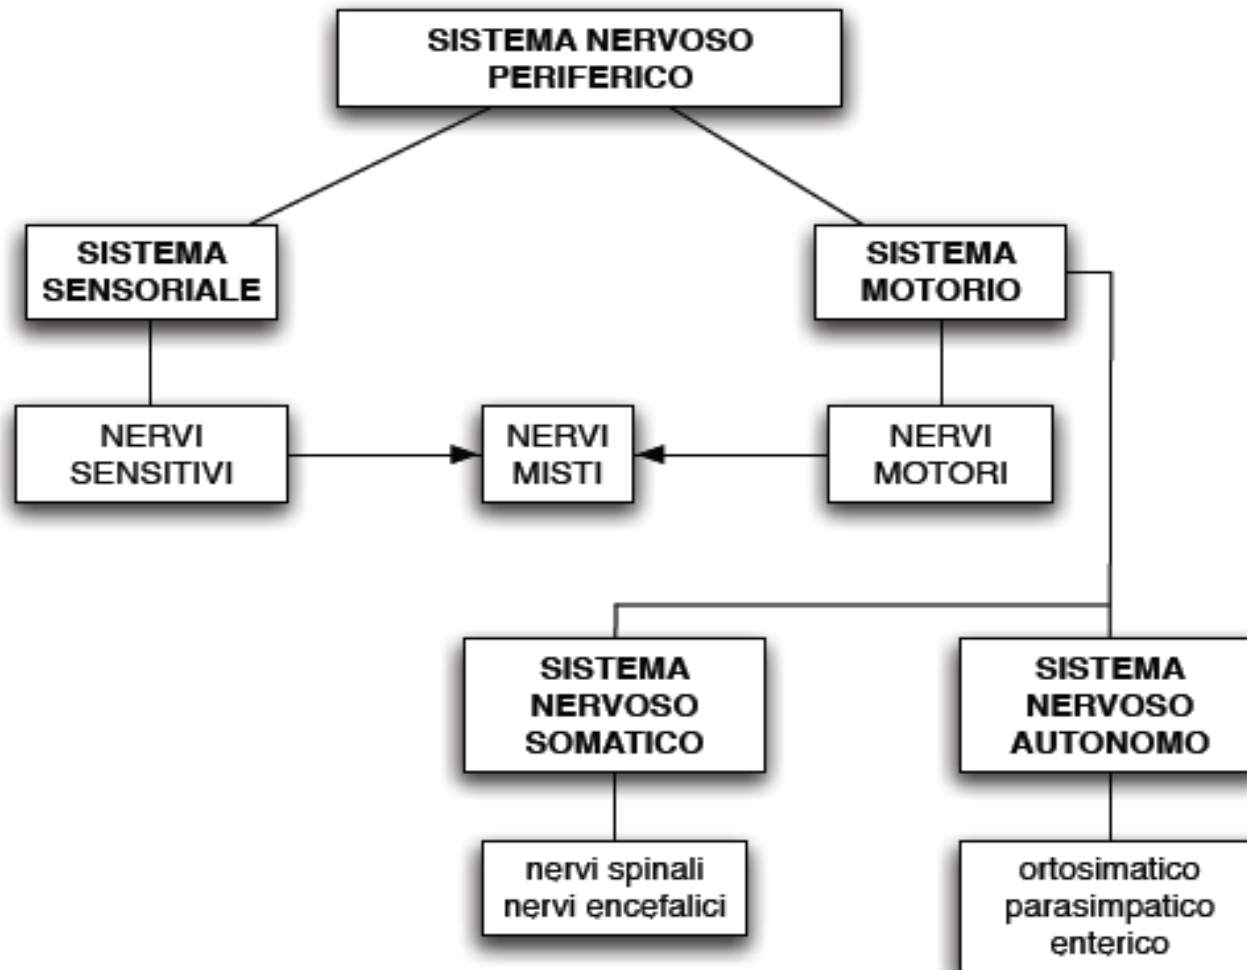 SISTEMA NERVOSO
PERIFERICO
SISTEMA
SENSORIALE
SISTEMA
MOTORIO
NERVI
SENSITIVI
NERVI
MISTI
NERVI
MOTORI
SISTEMA
NERVOSO
SOMATICO
SISTEMA
NERVOSO
AUTONOMO
nervi spinali
nervi encefalici
ortosimatico
parasimpatico
enterico